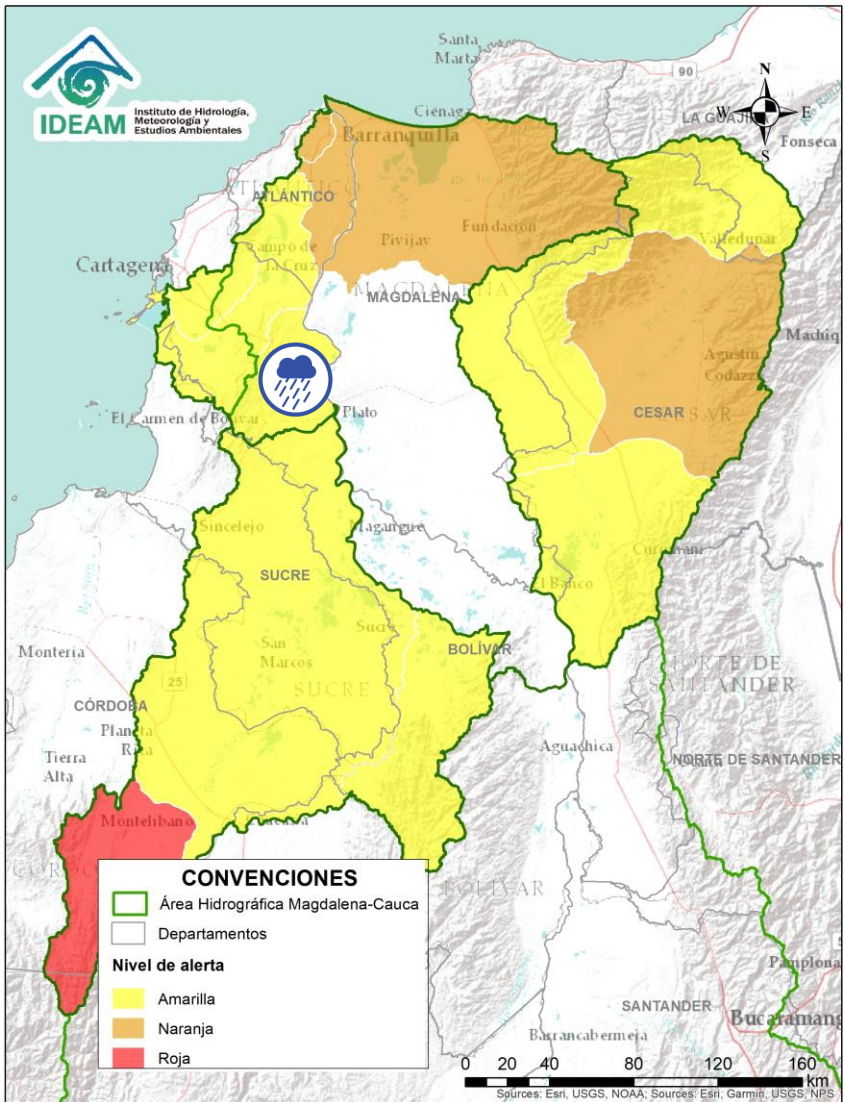 IDEAM
Instituto de Hidrología,
Meteorología y
Estudios Ambientales
Santa
Marta
90
N
W
E
S
LA GUAJI
Fonseca
Ciénaga
Barranquilla
ATLÁNTICO
Campo de
la Cruz
Pivijay
Fundación
Valledupar
Cartagena
MAGDALENA
MAGDALENA
Machiq
Agustín
Codazzi
CESAR
El Carmen de Bolívar
Plato
Sincelejo
Magangué
Curumaní
SUCRE
El Banco
Sucre
Montería
San
Marcos
BOLÍVAR
NORTE DE
SANTANDER
25
SUCRE
CÓRDOBA
Planeta
Rica
Tierra
Alta
Aguachica
NORTE DE SANTANDER
Montelíbano
BOLÍVAR
CONVENCIONES
Área Hidrográfica Magdalena-Cauca
Departamentos
Nivel de alerta
Amarilla
Naranja
Roja
Pamplona
SANTANDER
Bucaramang
Barrancabermeja
0 20 40 80 120 160
km
Sources: Esri, USGS, NOAA; Sources: Esri, Garmin, USGS, NPS